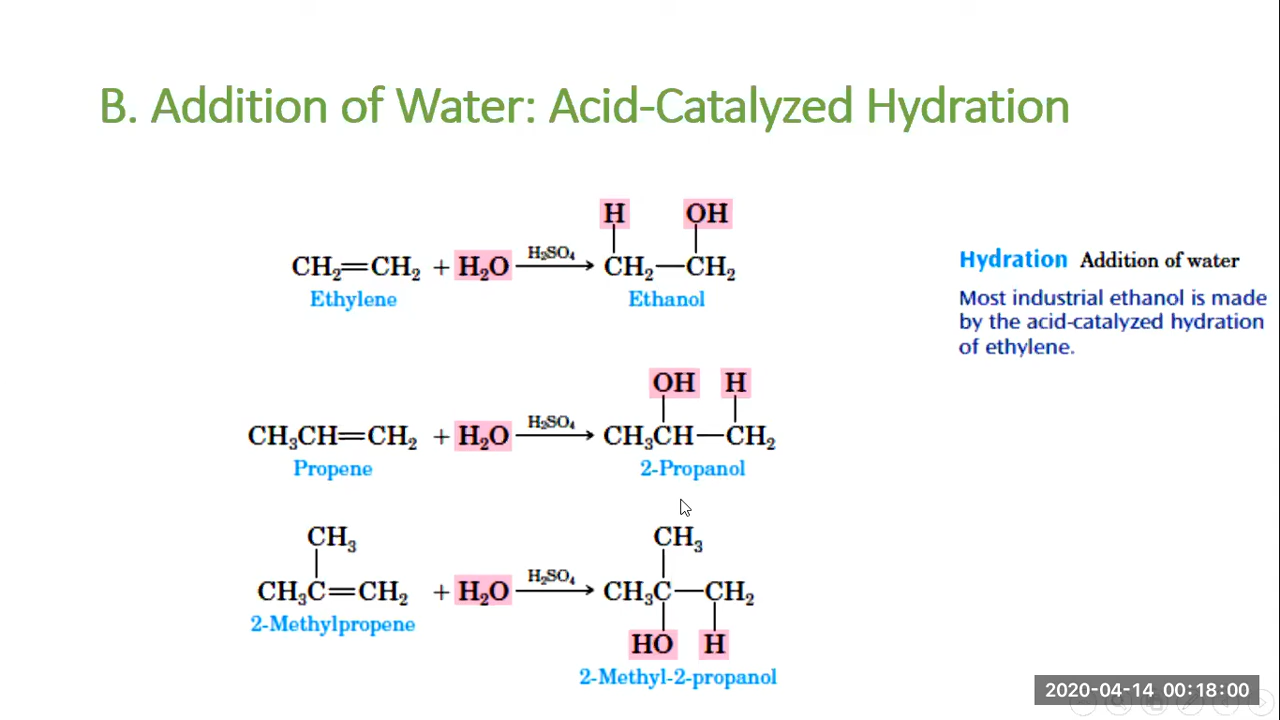 B. Addition of Water: Acid-Catalyzed Hydration
H OH
CH₂=CH₂ + H₂O H₂SO₄ CH₂—CH₂
Ethylene Ethanol
Hydration Addition of water
Most industrial ethanol is made
by the acid-catalyzed hydration
of ethylene.
OH H
CH₃CH=CH₂ + H₂O H₂SO₄ CH₃CH—CH₂
Propene 2-Propanol
CH₃ CH₃
CH₃C=CH₂ + H₂O H₂SO₄ CH₃C—CH₂
2-Methylpropene
HO H
2-Methyl-2-propanol
2020-04-14 00:18:00